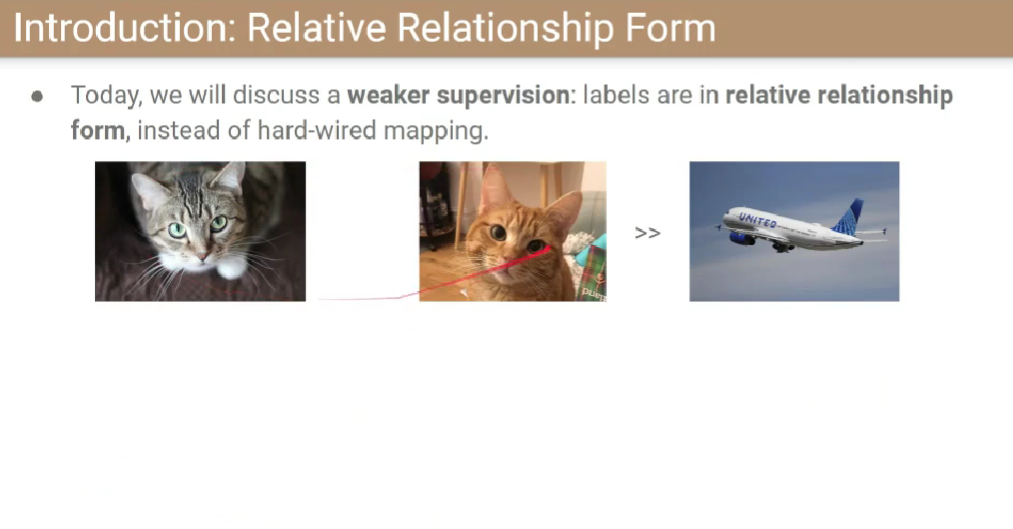 Introduction: Relative Relationship Form
● Today, we will discuss a weaker supervision: labels are in relative relationship
form, instead of hard-wired mapping.
>>
UNITED